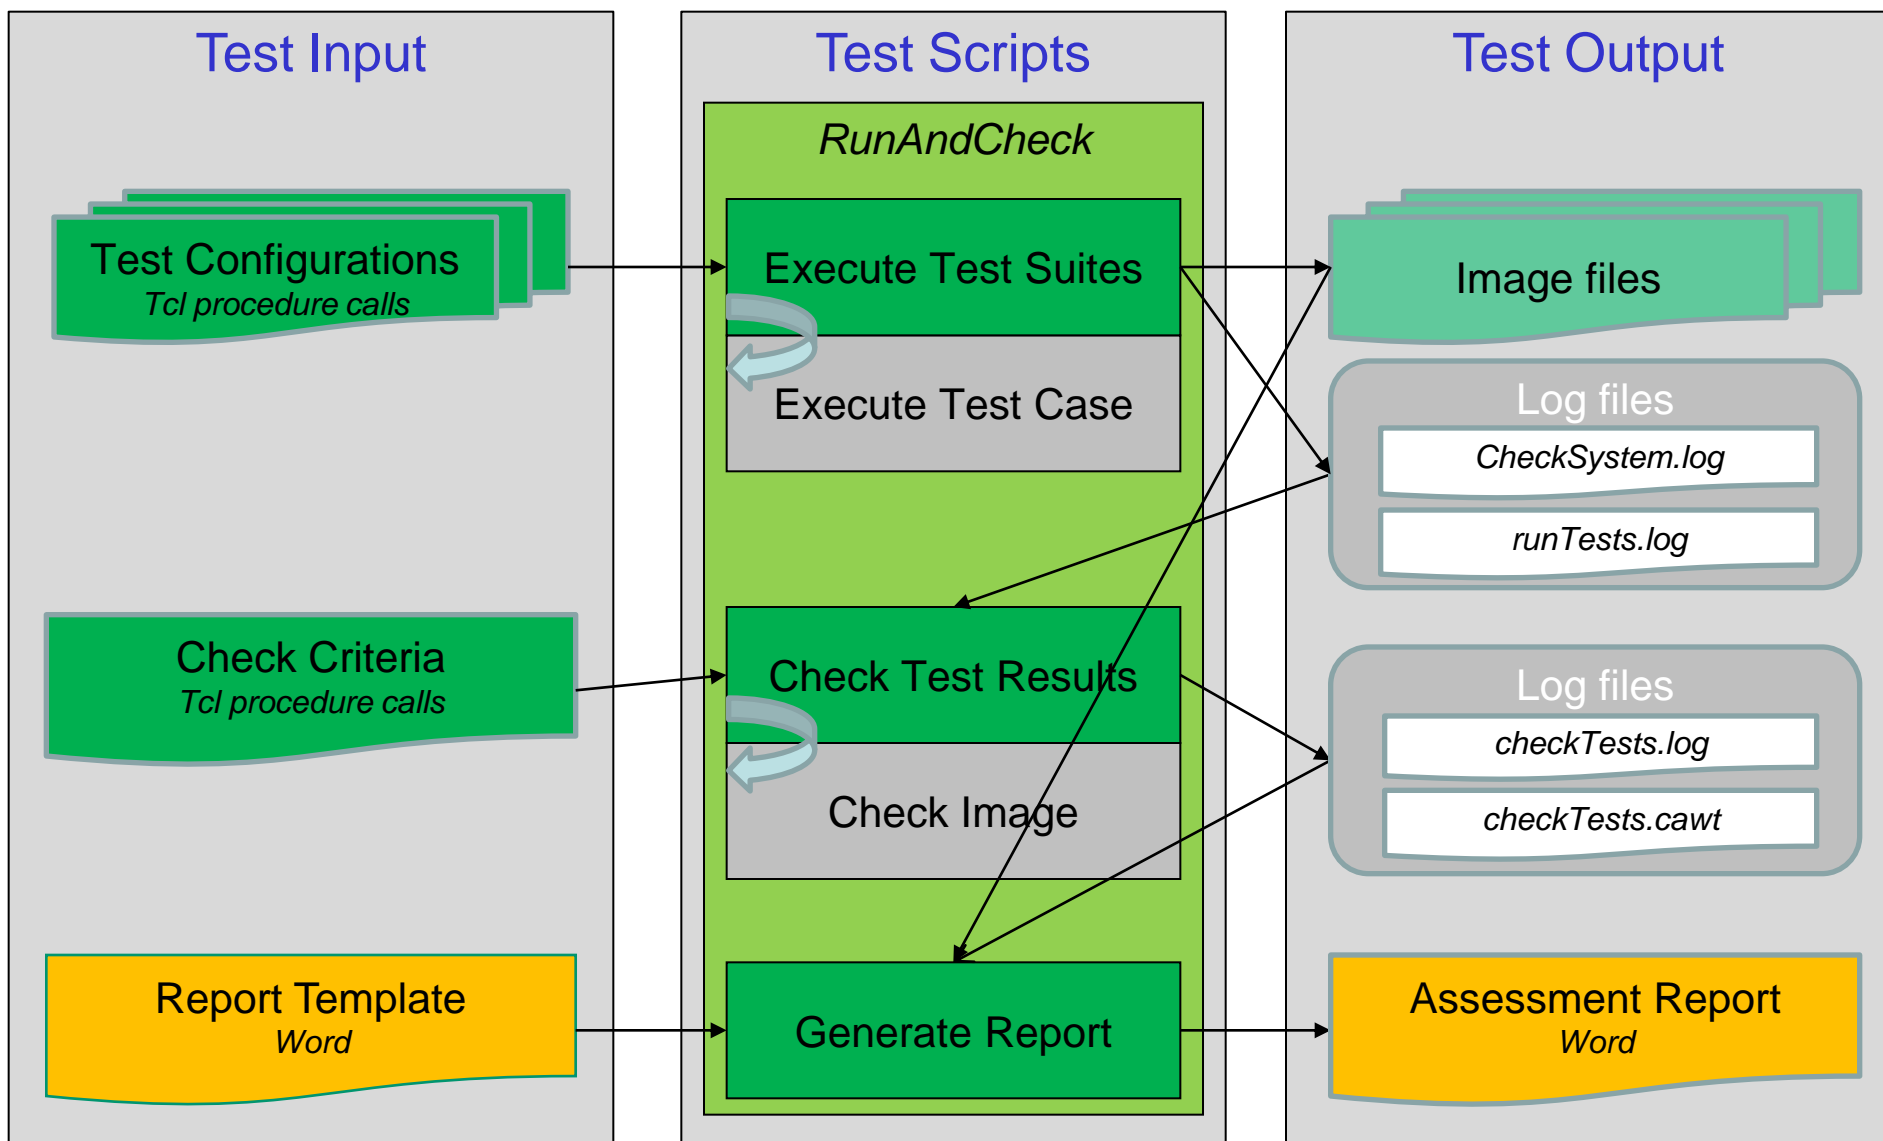 Test Input
Test Configurations
Tcl procedure calls
Check Criteria
Tcl procedure calls
Report Template
Word
Test Scripts
RunAndCheck
Execute Test Suites
Execute Test Case
Check Test Results
Check Image
Generate Report
Test Output
Image files
Log files
CheckSystem.log
runTests.log
Log files
checkTests.log
checkTests.cawt
Assessment Report
Word